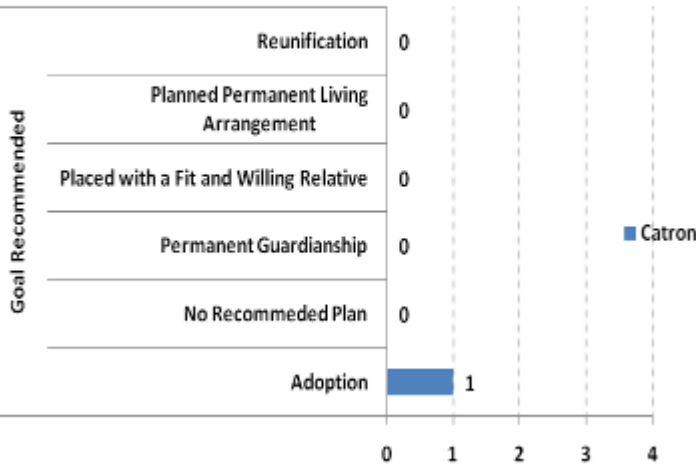 Goal Recommended
Reunification 0
Planned Permanent Living
Arrangement 0
Placed with a Fit and Willing Relative 0
Permanent Guardianship 0
No Recommeded Plan 0
Adoption 1
Catron
0 1 2 3 4